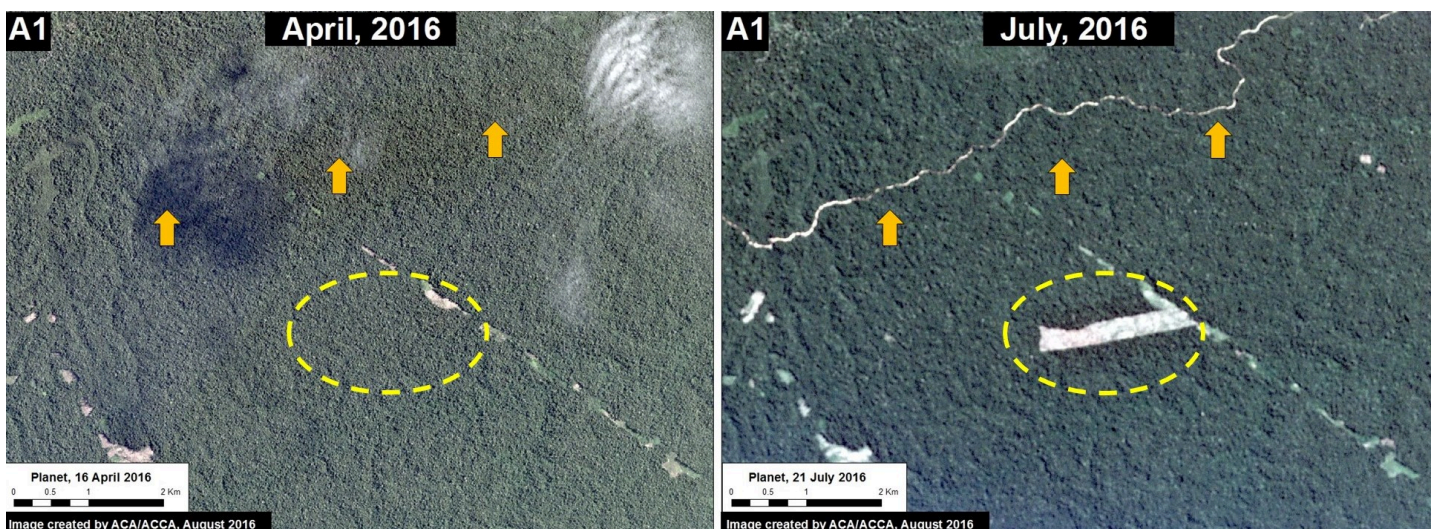 A1
April, 2016
Planet, 16 April 2016
0 0.5 1 2 Km
Image created by ACA/ACCA, August 2016
A1
July, 2016
Planet, 21 July 2016
0 0.5 1 2 Km
Image created by ACA/ACCA, August 2016